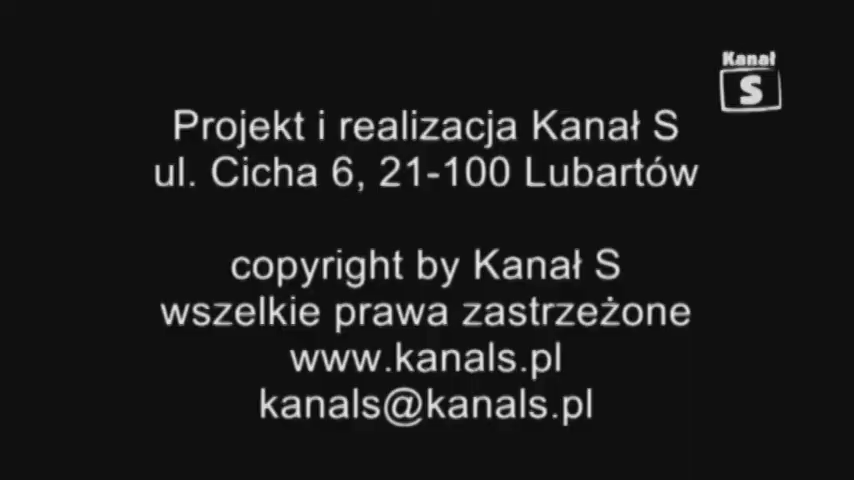 Kanał
S
Projekt i realizacja Kanał S
ul. Cicha 6, 21-100 Lubartów
copyright by Kanał S
wszelkie prawa zastrzeżone
www.kanals.pl
kanals@kanals.pl